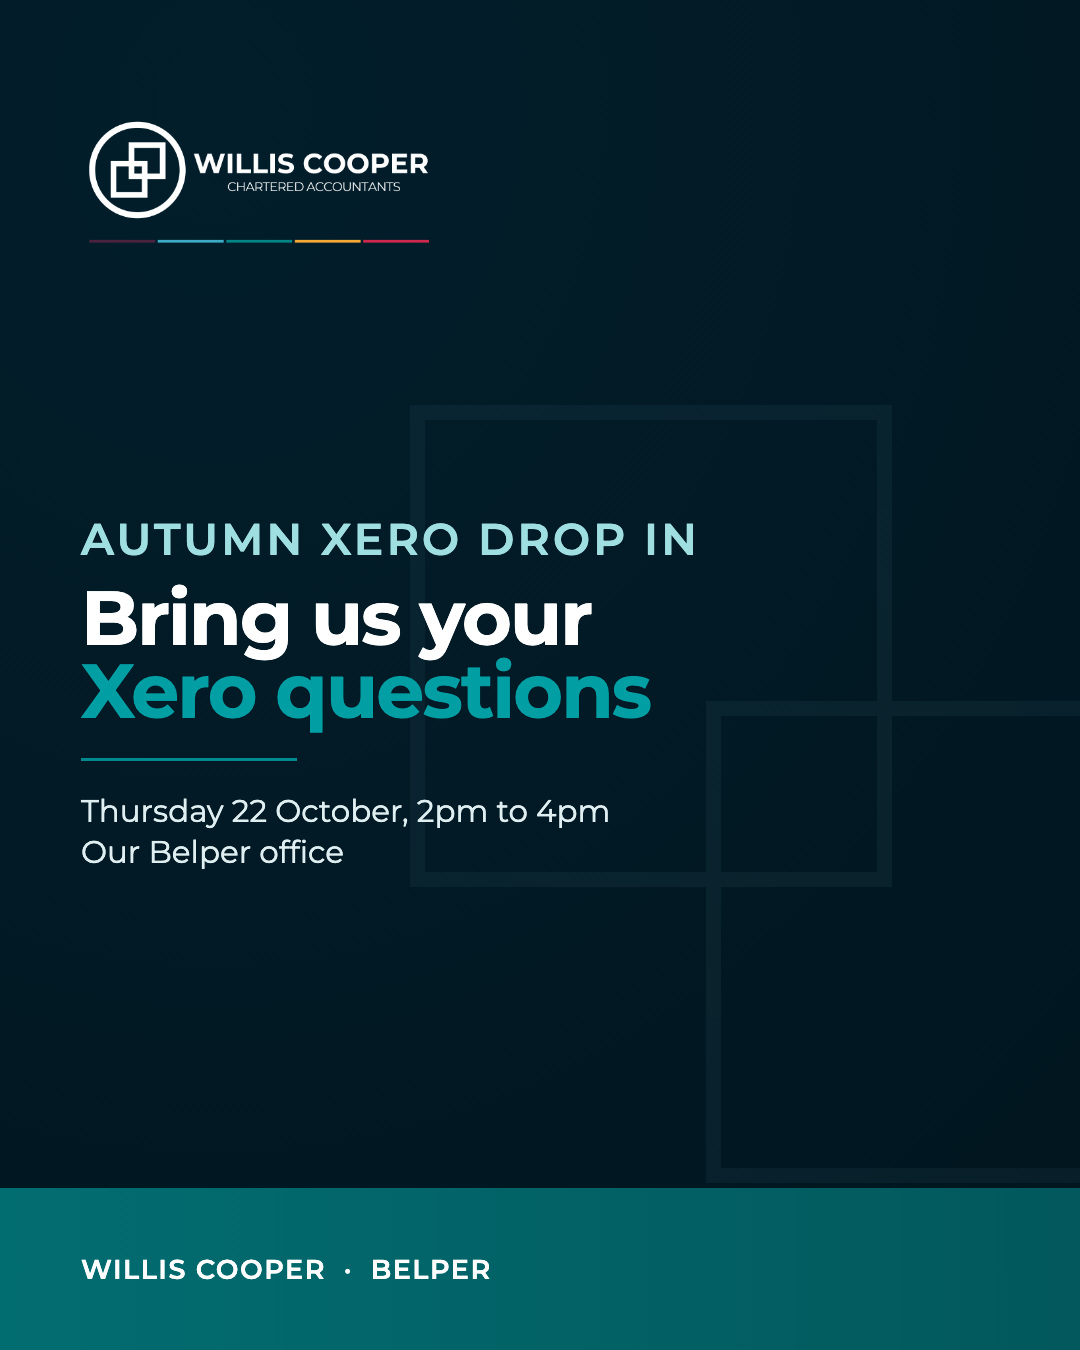 WILLIS COOPER
CHARTERED ACCOUNTANTS
AUTUMN XERO DROP IN
Bring us your
Xero questions
Thursday 22 October, 2pm to 4pm
Our Belper office
WILLIS COOPER · BELPER